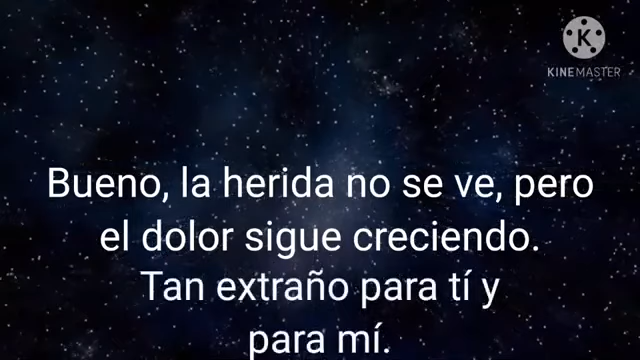 KINEMASTER
Bueno, la herida no se ve, pero
el dolor sigue creciendo.
Tan extraño para tí y
para mí.